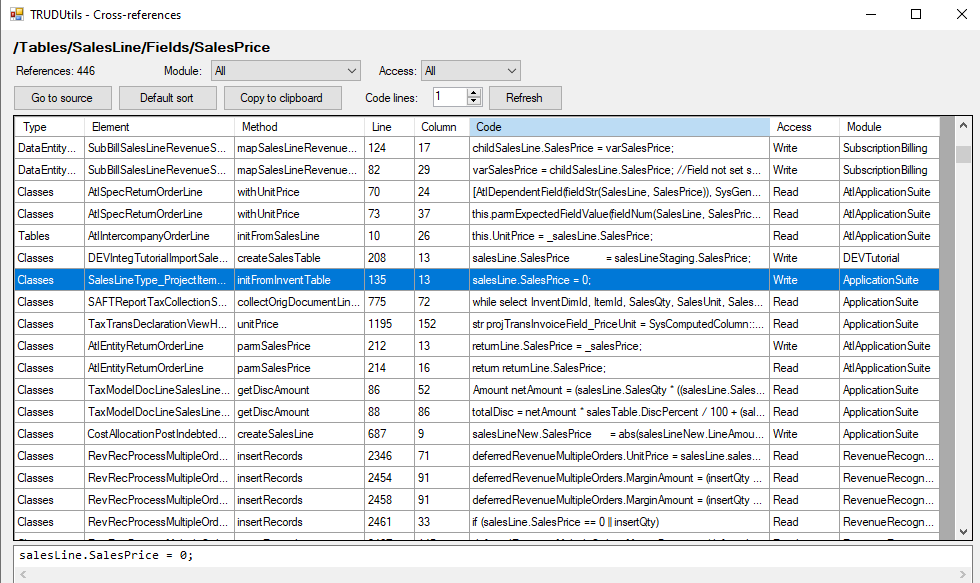 TRUDUtils - Cross-references
/Tables/SalesLine/Fields/SalesPrice
References: 446 Module: All Access: All
Go to source Default sort Copy to clipboard Code lines: 1 Refresh
Type Element Method Line Column Code Access Module
DataEntity... SubBillSalesLineRevenueS... mapSalesLineRevenue... 124 17 childSalesLine.SalesPrice = varSalesPrice; Write SubscriptionBilling
DataEntity... SubBillSalesLineRevenueS... mapSalesLineRevenue... 82 29 varSalesPrice = childSalesLine.SalesPrice; //Field not set s... Read SubscriptionBilling
Classes AtlSpecReturnOrderLine withUnitPrice 70 24 [AtlDependentField(fieldStr(SalesLine, SalesPrice)), SysGen... Read AtlApplicationSuite
Classes AtlSpecReturnOrderLine withUnitPrice 73 37 this.parmExpectedFieldValue(fieldNum(SalesLine, SalesPric... Read AtlApplicationSuite
Tables AtlIntercompanyOrderLine initFromSalesLine 10 26 this.UnitPrice = _salesLine.SalesPrice; Read AtlApplicationSuite
Classes DEVIntegTutorialImportSale... createSalesTable 208 13 salesLine.SalesPrice = salesLineStaging.SalesPrice; Write DEVTutorial
Classes SalesLineType_ProjectItem... initFromInventTable 135 13 salesLine.SalesPrice = 0; Write ApplicationSuite
Classes SAFTReportTaxCollectionS... collectOrigDocumentLin... 775 72 while select InventDimId, ItemId, SalesQty, SalesUnit, Sales... Read ApplicationSuite
Classes TaxTransDeclarationViewH... unitPrice 1195 152 str projTransInvoiceField_PriceUnit = SysComputedColumn::... Read ApplicationSuite
Classes AtlEntityReturnOrderLine parmSalesPrice 212 13 returnLine.SalesPrice = _salesPrice; Write ApplicationSuite
Classes AtlEntityReturnOrderLine parmSalesPrice 214 16 return returnLine.SalesPrice; Read ApplicationSuite
Classes TaxModelDocLineSalesLine... getDiscAmount 86 52 Amount netAmount = (salesLine.SalesQty * ((salesLine.Sales... Read ApplicationSuite
Classes TaxModelDocLineSalesLine... getDiscAmount 88 86 totalDisc = netAmount * salesTable.DiscPercent / 100 + (sal... Read ApplicationSuite
Classes CostAllocationPostIndebted... createSalesLine 687 9 salesLineNew.SalesPrice = abs(salesLineNew.LineAmou... Write ApplicationSuite
Classes RevRecProcessMultipleOrd... insertRecords 2346 71 deferredRevenueMultipleOrders.UnitPrice = salesLine.sales... Read RevenueRecogn...
Classes RevRecProcessMultipleOrd... insertRecords 2454 91 deferredRevenueMultipleOrders.MarginAmount = (insertQty ... Read RevenueRecogn...
Classes RevRecProcessMultipleOrd... insertRecords 2458 91 deferredRevenueMultipleOrders.MarginAmount = (insertQty ... Read RevenueRecogn...
Classes RevRecProcessMultipleOrd... insertRecords 2461 33 if (salesLine.SalesPrice == 0 || insertQty) Read RevenueRecogn...
salesLine.SalesPrice = 0;